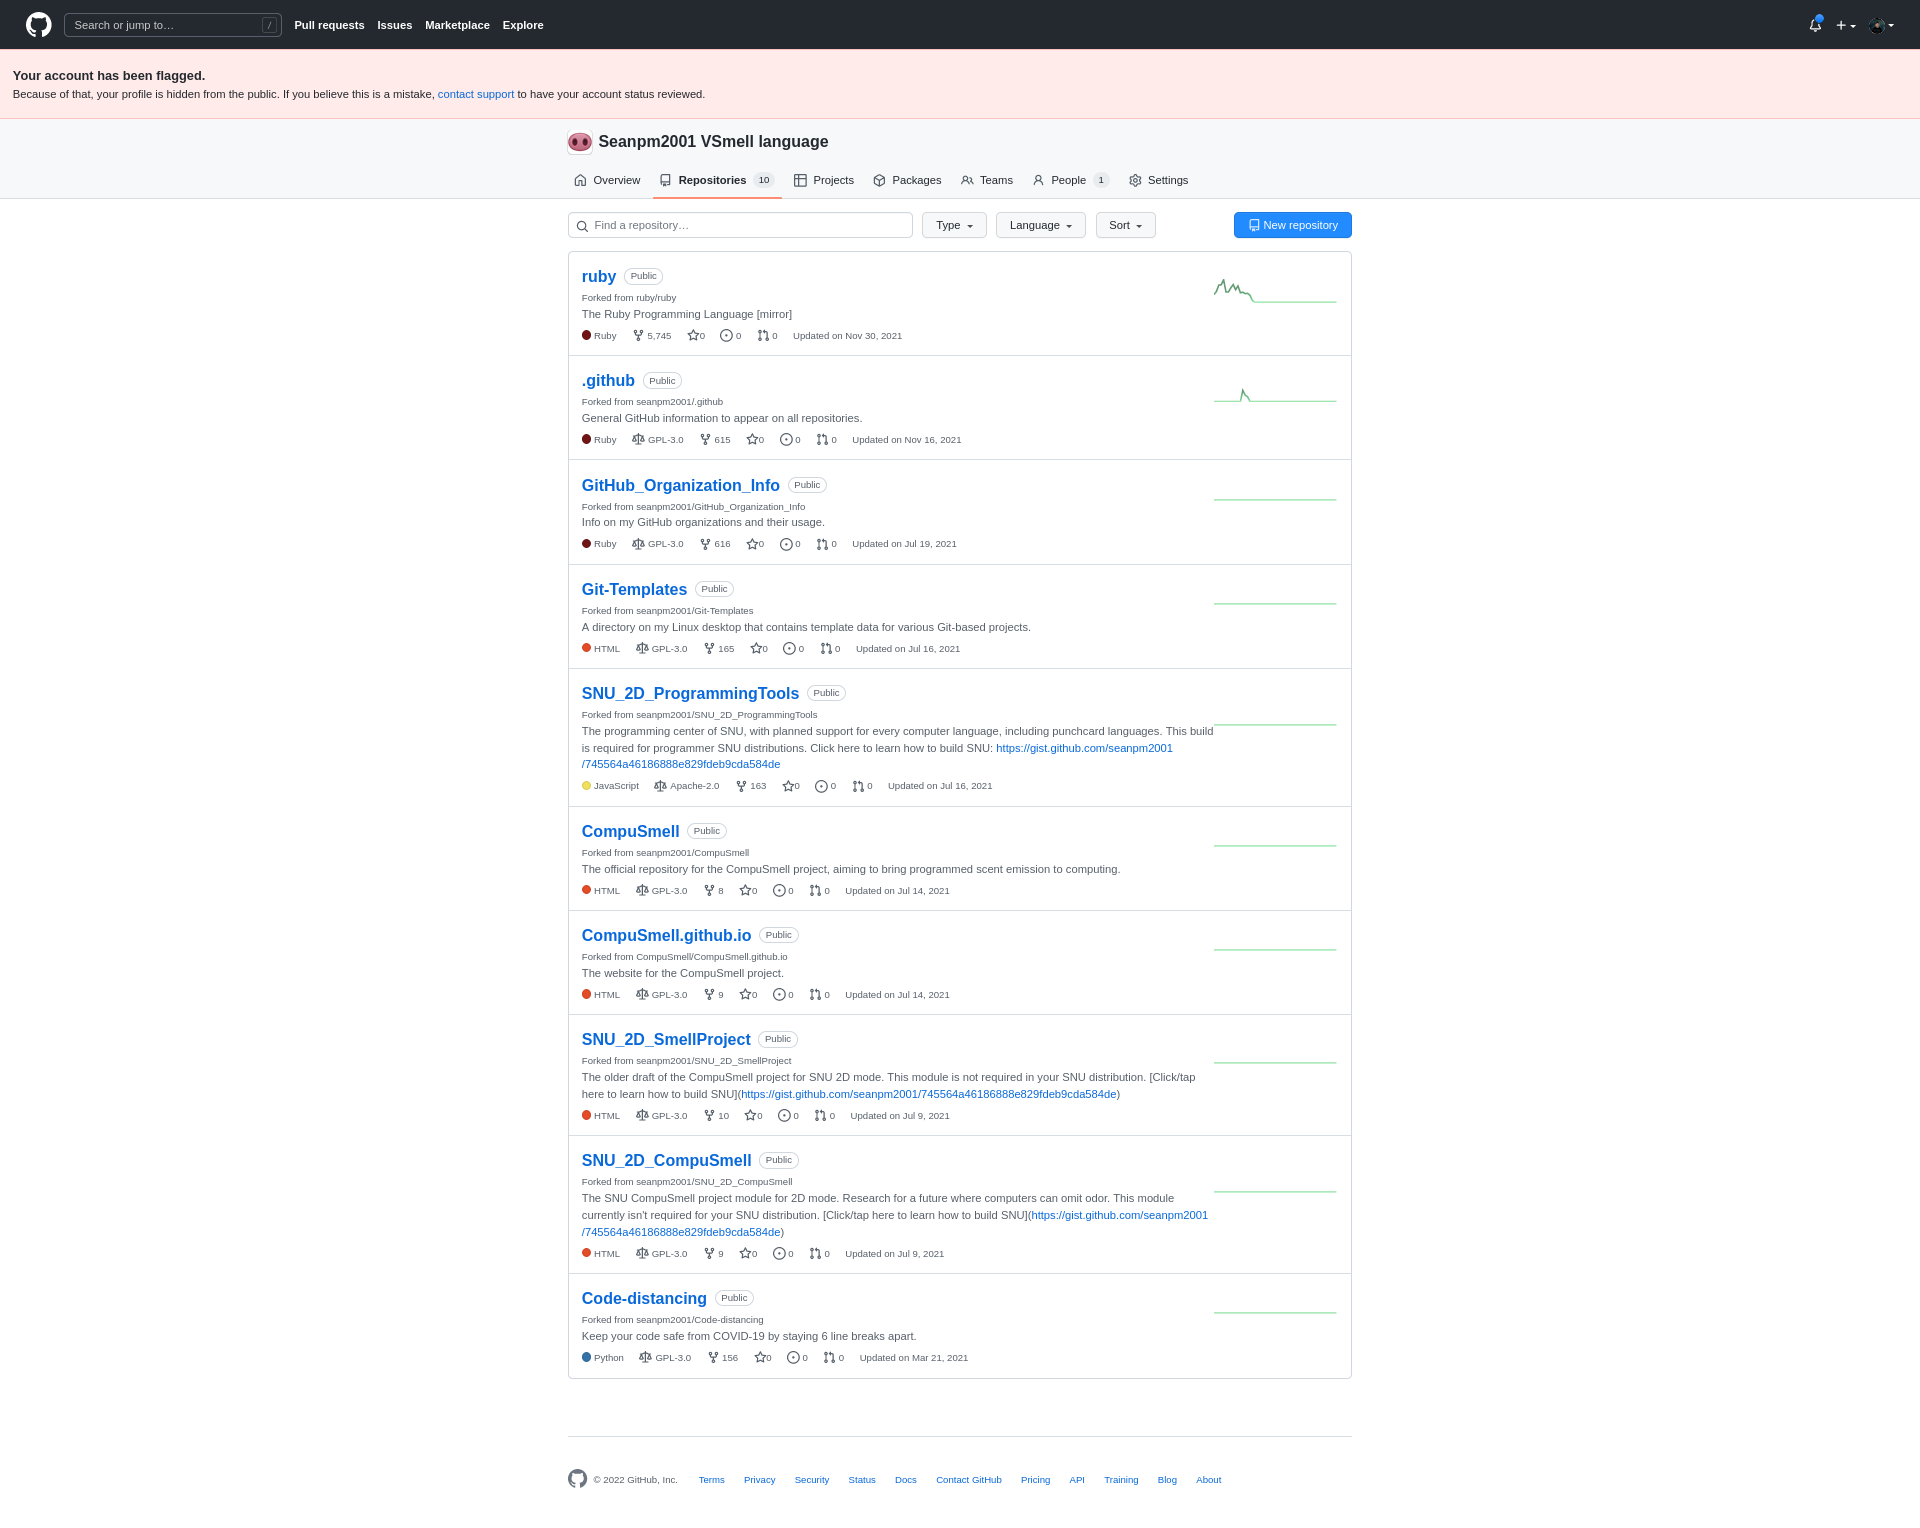 Search or jump to… /
Pull requests Issues Marketplace Explore
Your account has been flagged.
Because of that, your profile is hidden from the public. If you believe this is a mistake, contact support to have your account status reviewed.
Seanpm2001 VSmell language
Overview Repositories 10 Projects Packages Teams People 1 Settings
Find a repository… Type Language Sort New repository
ruby Public
Forked from ruby/ruby
The Ruby Programming Language [mirror]
Ruby 5,745 0 0 0 Updated on Nov 30, 2021
.github Public
Forked from seanpm2001/.github
General GitHub information to appear on all repositories.
Ruby GPL-3.0 615 0 0 0 Updated on Nov 16, 2021
GitHub_Organization_Info Public
Forked from seanpm2001/GitHub_Organization_Info
Info on my GitHub organizations and their usage.
Ruby GPL-3.0 616 0 0 0 Updated on Jul 19, 2021
Git-Templates Public
Forked from seanpm2001/Git-Templates
A directory on my Linux desktop that contains template data for various Git-based projects.
HTML GPL-3.0 165 0 0 0 Updated on Jul 16, 2021
SNU_2D_ProgrammingTools Public
Forked from seanpm2001/SNU_2D_ProgrammingTools
The programming center of SNU, with planned support for every computer language, including punchcard languages. This build
is required for programmer SNU distributions. Click here to learn how to build SNU: https://gist.github.com/seanpm2001
/745564a46186888e829fdeb9cda584de
JavaScript Apache-2.0 163 0 0 0 Updated on Jul 16, 2021
CompuSmell Public
Forked from seanpm2001/CompuSmell
The official repository for the CompuSmell project, aiming to bring programmed scent emission to computing.
HTML GPL-3.0 8 0 0 0 Updated on Jul 14, 2021
CompuSmell.github.io Public
Forked from CompuSmell/CompuSmell.github.io
The website for the CompuSmell project.
HTML GPL-3.0 9 0 0 0 Updated on Jul 14, 2021
SNU_2D_SmellProject Public
Forked from seanpm2001/SNU_2D_SmellProject
The older draft of the CompuSmell project for SNU 2D mode. This module is not required in your SNU distribution. [Click/tap
here to learn how to build SNU](https://gist.github.com/seanpm2001/745564a46186888e829fdeb9cda584de)
HTML GPL-3.0 10 0 0 0 Updated on Jul 9, 2021
SNU_2D_CompuSmell Public
Forked from seanpm2001/SNU_2D_CompuSmell
The SNU CompuSmell project module for 2D mode. Research for a future where computers can omit odor. This module
currently isn't required for your SNU distribution. [Click/tap here to learn how to build SNU](https://gist.github.com/seanpm2001
/745564a46186888e829fdeb9cda584de)
HTML GPL-3.0 9 0 0 0 Updated on Jul 9, 2021
Code-distancing Public
Forked from seanpm2001/Code-distancing
Keep your code safe from COVID-19 by staying 6 line breaks apart.
Python GPL-3.0 156 0 0 0 Updated on Mar 21, 2021
© 2022 GitHub, Inc. Terms Privacy Security Status Docs Contact GitHub Pricing API Training Blog About